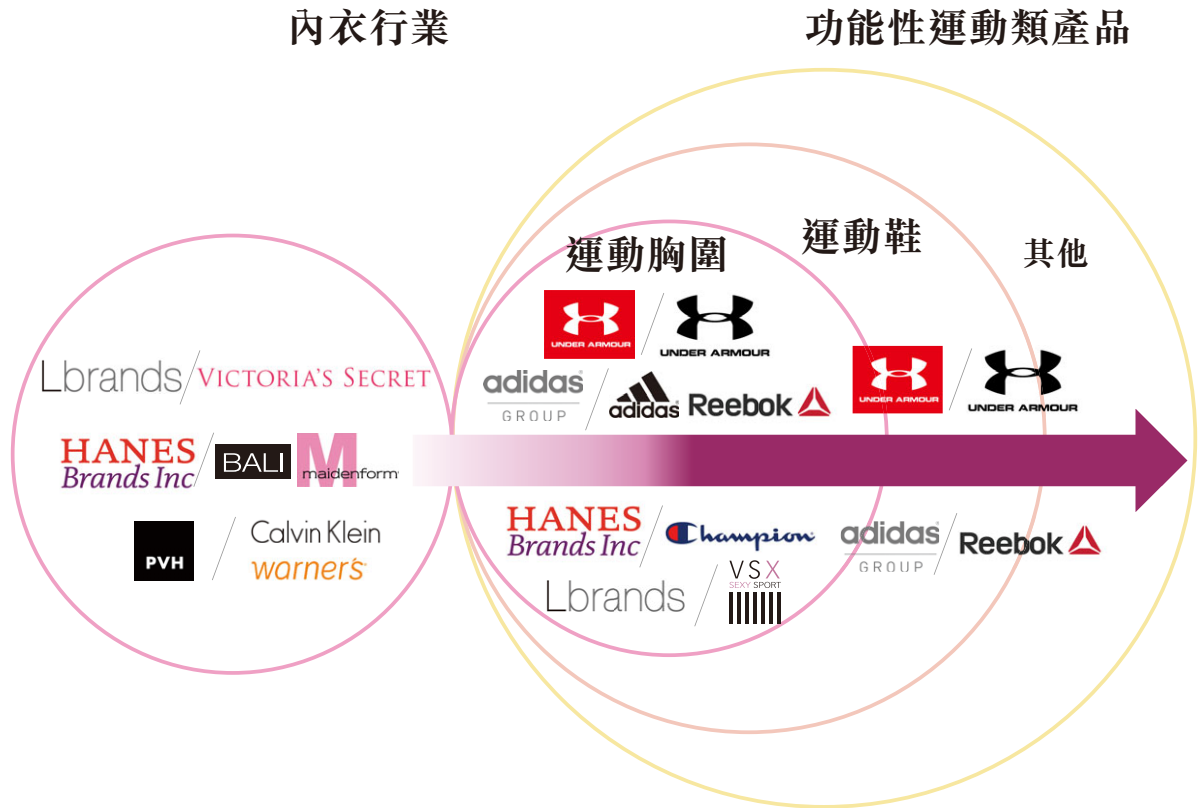 內衣行業
功能性運動類產品
運動胸圍
運動鞋
其他
UNDER ARMOUR
UNDER ARMOUR
Lbrands
VICTORIA'S SECRET
adidas
GROUP
adidas
Reebok
UNDER ARMOUR
UNDER ARMOUR
HANES
Brands Inc
BALI
M
maidenform
PVH
Calvin Klein
warner's
HANES
Brands Inc
Champion
adidas
GROUP
Reebok
Lbrands
VSX
SEXY SPORT